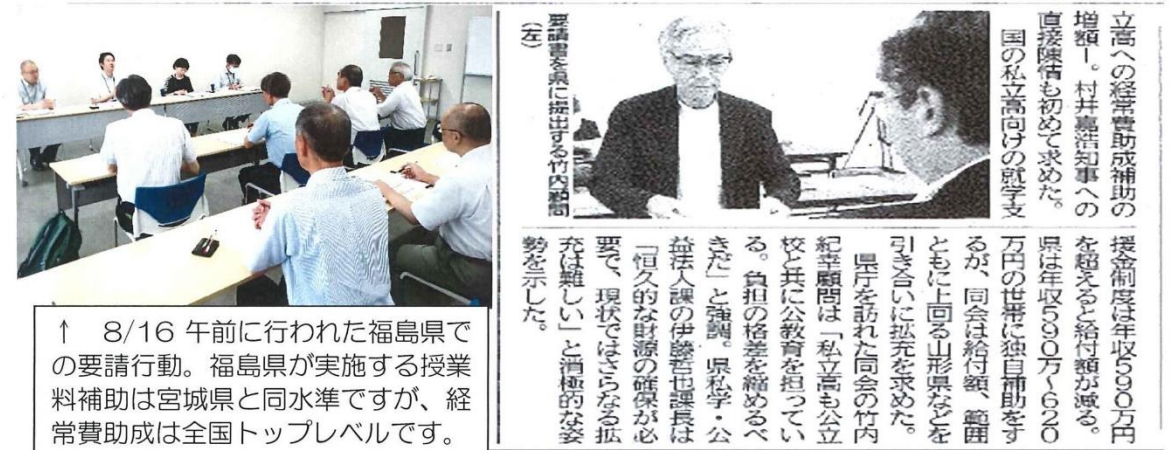 立高への経常費助成補助の
増額ー。村井嘉浩知事への
直接陳情も初めて求めた。
国の私立高向けの就学支
要請書を県に提出する竹内顧問
（左）
援金制度は年収５９０万円
を超えると給付額が減る。
県は年収５９０万〜６２０
万円の世帯に独自補助をす
るが、同会は給付額、範囲
ともに上回る山形県などを
引き合いに拡充を求めた。
県庁を訪れた同会の竹内
紀幸顧問は「私立高も公立
校と共に公教育を担ってい
る。負担の格差を縮めるべ
きだ」と強調。県私学・公
益法人課の伊藤哲也課長は
「恒久的な財源の確保が必
要で、現状ではさらなる拡
充は難しい」と消極的な姿
勢を示した。
↑　8/16 午前に行われた福島県で
の要請行動。福島県が実施する授業
料補助は宮城県と同水準ですが、経
常費助成は全国トップレベルです。